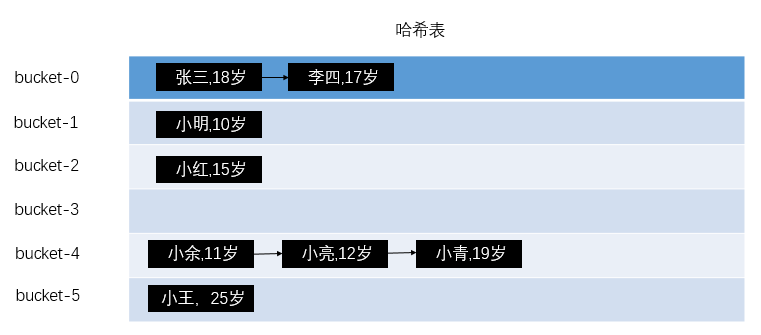 哈希表
bucket-0 张三,18岁 李四,17岁
bucket-1 小明,10岁
bucket-2 小红,15岁
bucket-3
bucket-4 小余,11岁 小亮,12岁 小青,19岁
bucket-5 小王，25岁